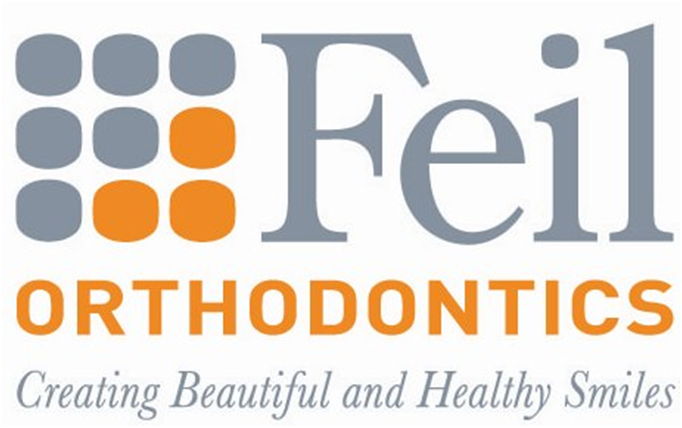 Feil
ORTHODONTICS
Creating Beautiful and Healthy Smiles